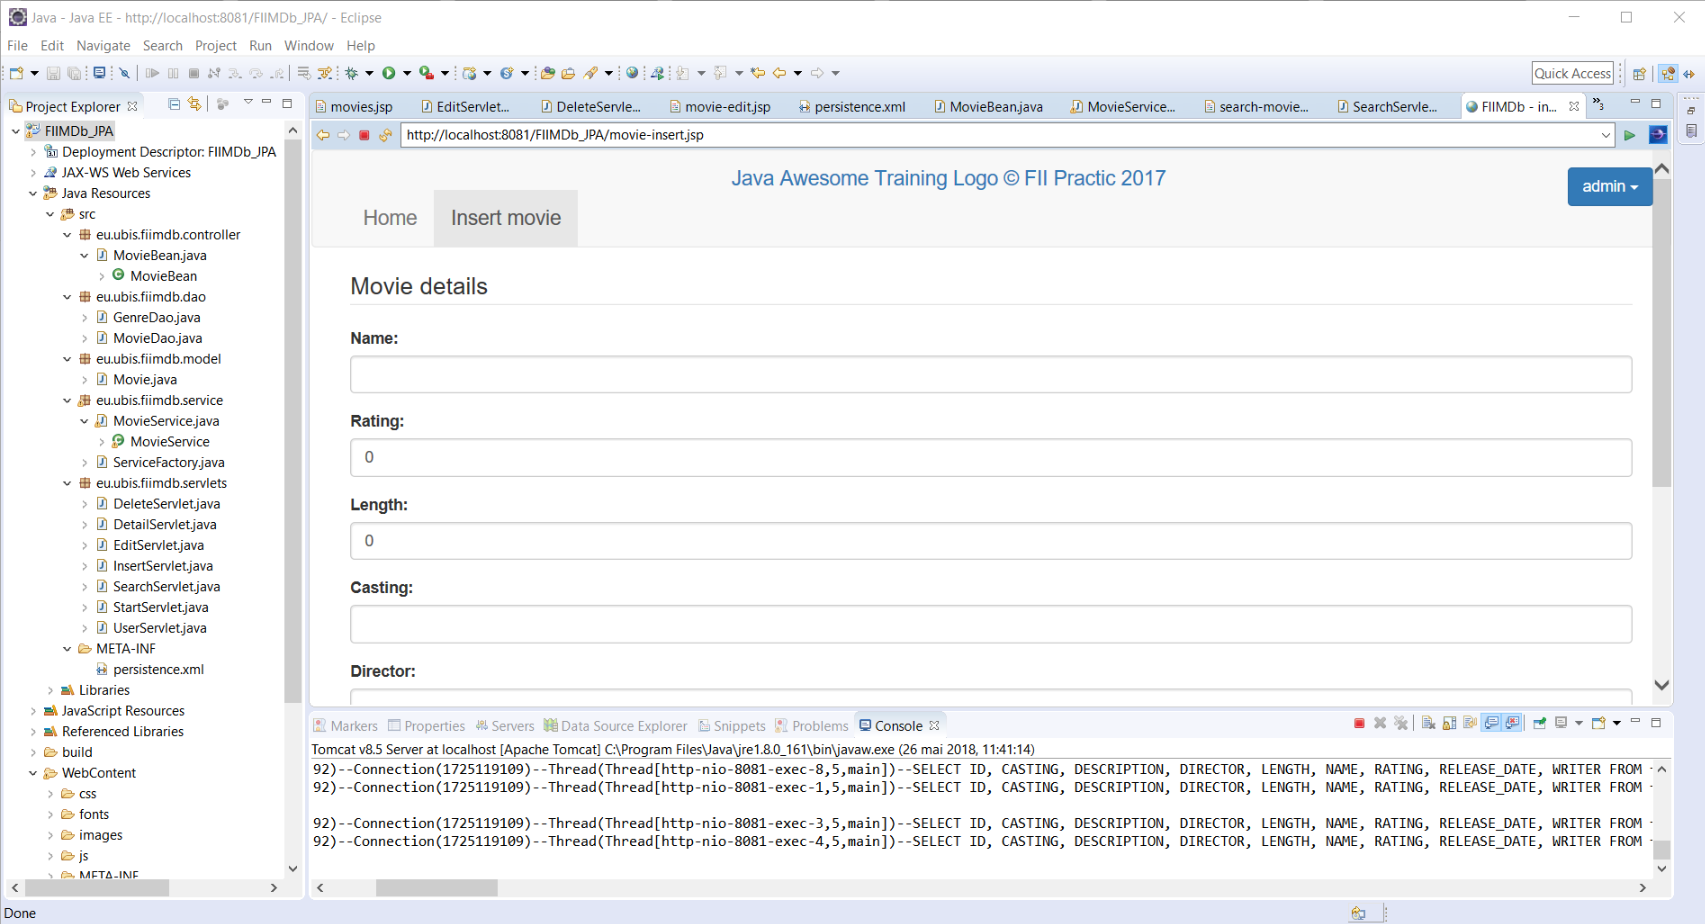 Java - Java EE - http://localhost:8081/FIIMDb_JPA/ - Eclipse
File Edit Navigate Search Project Run Window Help
Quick Access
Project Explorer
FIIMDb_JPA
Deployment Descriptor: FIIMDb_JPA
JAX-WS Web Services
Java Resources
src
eu.ubis.fiimdb.controller
MovieBean.java
MovieBean
eu.ubis.fiimdb.dao
GenreDao.java
MovieDao.java
eu.ubis.fiimdb.model
Movie.java
eu.ubis.fiimdb.service
MovieService.java
MovieService
ServiceFactory.java
eu.ubis.fiimdb.servlets
DeleteServlet.java
DetailServlet.java
EditServlet.java
InsertServlet.java
SearchServlet.java
StartServlet.java
UserServlet.java
META-INF
persistence.xml
Libraries
JavaScript Resources
Referenced Libraries
build
WebContent
css
fonts
images
js
META-INF
movies.jsp EditServlet... DeleteServle... movie-edit.jsp persistence.xml MovieBean.java MovieService... search-movie... SearchServle... FIIMDb - in... »3
http://localhost:8081/FIIMDb_JPA/movie-insert.jsp
Java Awesome Training Logo © FII Practic 2017
admin
Home Insert movie
Movie details
Name:
Rating:
0
Length:
0
Casting:
Director:
Markers Properties Servers Data Source Explorer Snippets Problems Console
Tomcat v8.5 Server at localhost [Apache Tomcat] C:\Program Files\Java\jre1.8.0_161\bin\javaw.exe (26 mai 2018, 11:41:14)
92)--Connection(1725119109)--Thread(Thread[http-nio-8081-exec-8,5,main])--SELECT ID, CASTING, DESCRIPTION, DIRECTOR, LENGTH, NAME, RATING, RELEASE_DATE, WRITER FROM
92)--Connection(1725119109)--Thread(Thread[http-nio-8081-exec-1,5,main])--SELECT ID, CASTING, DESCRIPTION, DIRECTOR, LENGTH, NAME, RATING, RELEASE_DATE, WRITER FROM
92)--Connection(1725119109)--Thread(Thread[http-nio-8081-exec-3,5,main])--SELECT ID, CASTING, DESCRIPTION, DIRECTOR, LENGTH, NAME, RATING, RELEASE_DATE, WRITER FROM
92)--Connection(1725119109)--Thread(Thread[http-nio-8081-exec-4,5,main])--SELECT ID, CASTING, DESCRIPTION, DIRECTOR, LENGTH, NAME, RATING, RELEASE_DATE, WRITER FROM
Done